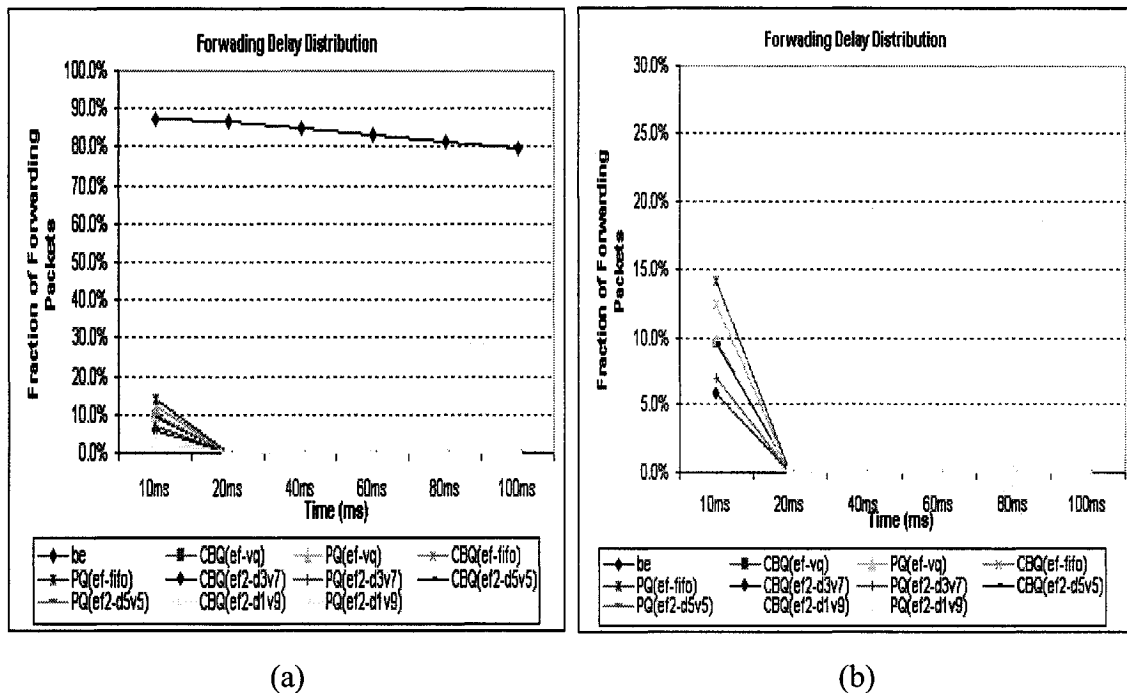 Forwading Delay Distribution
100.0%
90.0%
80.0%
70.0%
60.0%
50.0%
40.0%
30.0%
20.0%
10.0%
0.0%
Fraction of Forwarding
Packets
10ms 20ms 40ms 60ms 80ms 100ms
Time (ms)
be CBQ(ef-vq) PQ(ef-vq) CBQ(ef-fifo)
PQ(ef-fifo) CBQ(ef2-d3v7) PQ(ef2-d3v7) CBQ(ef2-d5v5)
PQ(ef2-d5v5) CBQ(ef2-d1v9) PQ(ef2-d1v9)
(a)
Forwading Delay Distribution
30.0%
25.0%
20.0%
15.0%
10.0%
5.0%
0.0%
Fraction of Forwarding
Packets
10ms 20ms 40ms 60ms 80ms 100ms
Time (ms)
be CBQ(ef-vq) PQ(ef-vq) CBQ(ef-fifo)
PQ(ef-fifo) CBQ(ef2-d3v7) PQ(ef2-d3v7) CBQ(ef2-d5v5)
PQ(ef2-d5v5) CBQ(ef2-d1v9) PQ(ef2-d1v9)
(b)